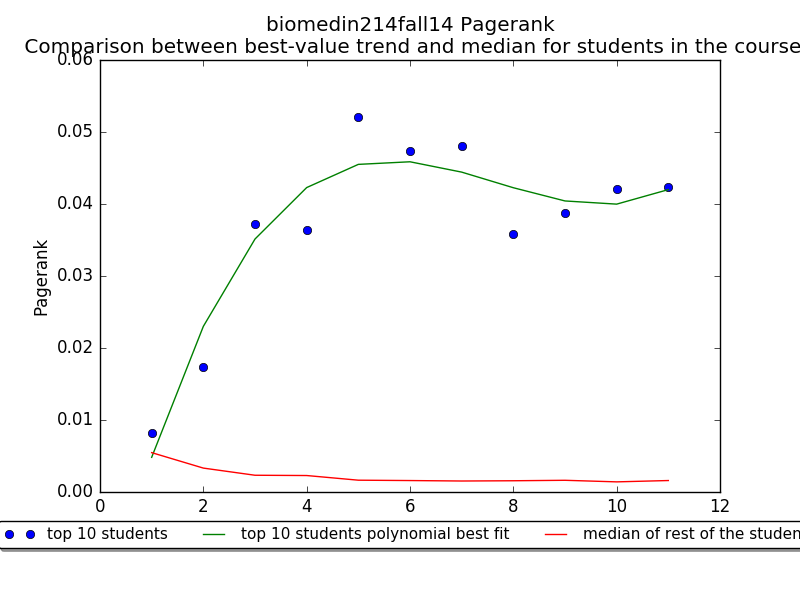 biomedin214fall14 Pagerank
Comparison between best-value trend and median for students in the course
0.06
0.05
0.04
0.03
0.02
0.01
0.00
Pagerank
0 2 4 6 8 10 12
top 10 students top 10 students polynomial best fit median of rest of the studen